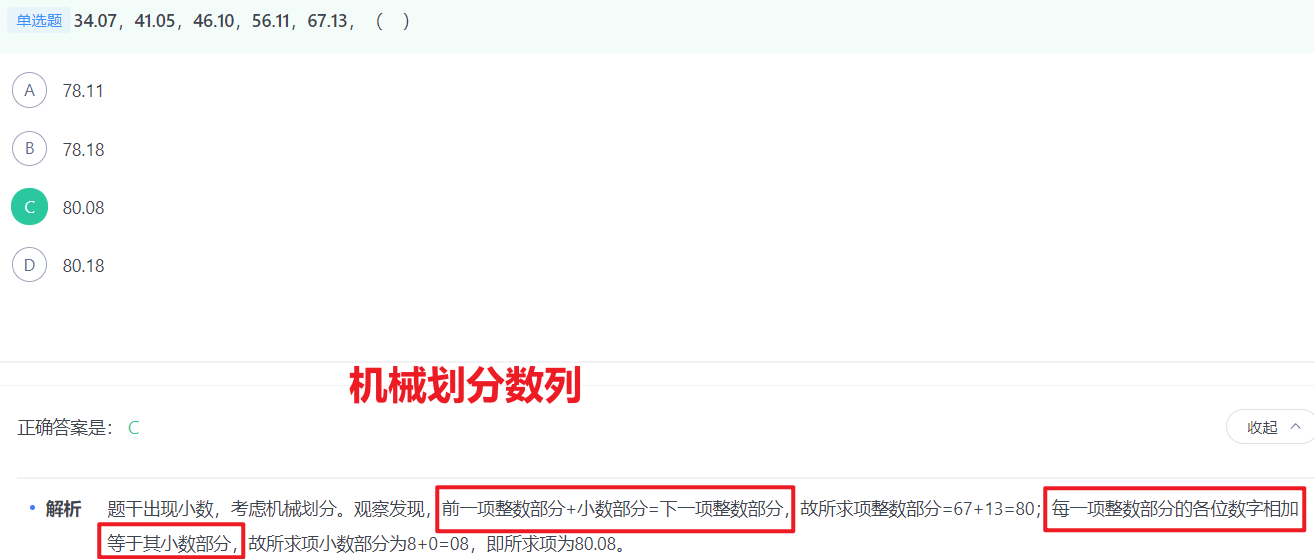 单选题 34.07，41.05，46.10，56.11，67.13，（　）
A 78.11
B 78.18
C 80.08
D 80.18
机械划分数列
正确答案是： C 收起
解析 题干出现小数，考虑机械划分。观察发现，前一项整数部分+小数部分=下一项整数部分，故所求项整数部分=67+13=80；每一项整数部分的各位数字相加
等于其小数部分，故所求项小数部分为8+0=08，即所求项为80.08。